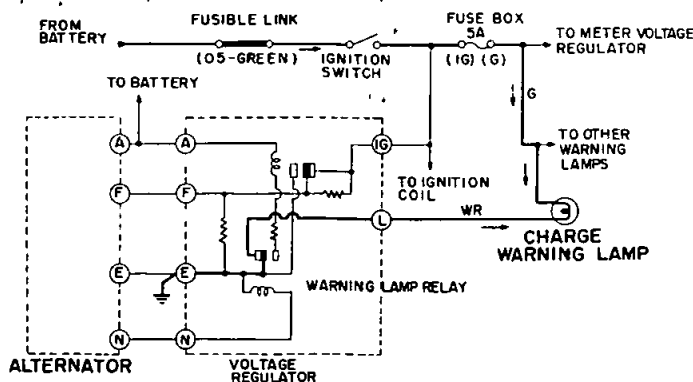 FROM
BATTERY
FUSIBLE LINK
(05-GREEN)
IGNITION
SWITCH
FUSE BOX
5A
(IG) (G)
TO METER VOLTAGE
REGULATOR
TO BATTERY
G
A
A
IG
TO OTHER
WARNING
LAMPS
F
F
TO IGNITION
COIL
L
WR
CHARGE
WARNING LAMP
E
E
WARNING LAMP RELAY
N
N
ALTERNATOR
VOLTAGE
REGULATOR